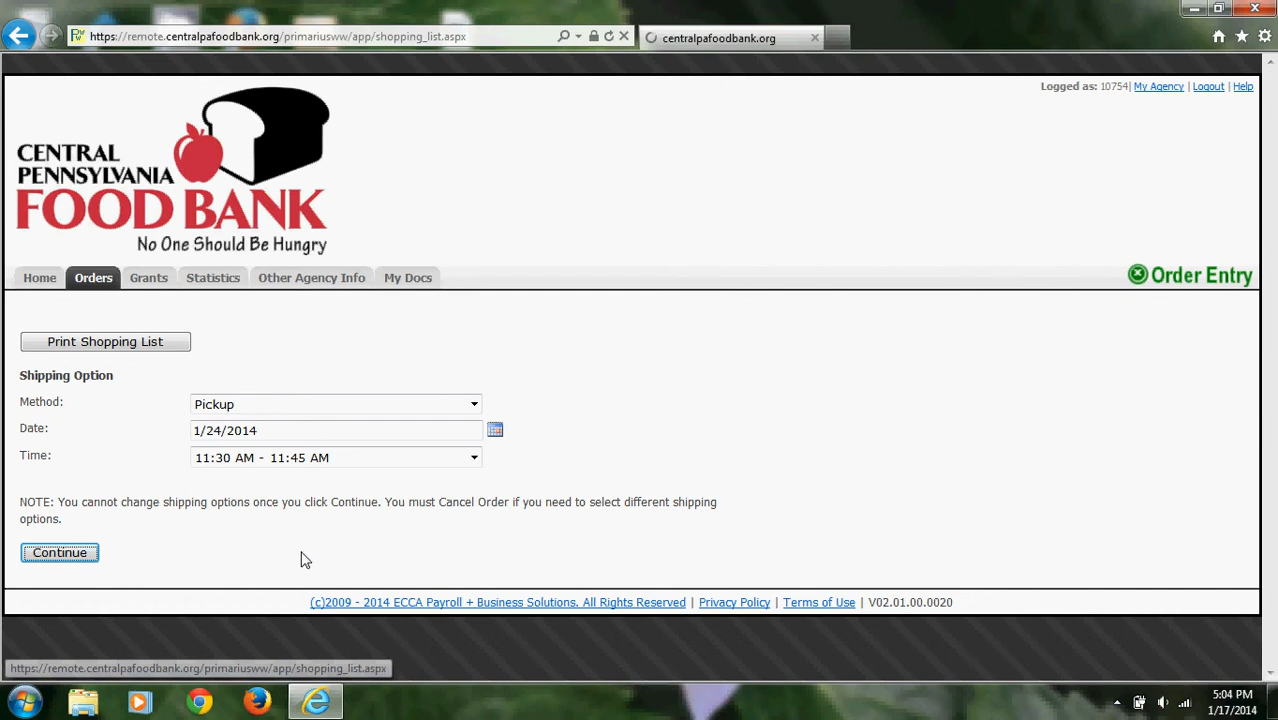 https://remote.centralpafoodbank.org/primariusww/app/shopping_list.aspx
centralpafoodbank.org
Logged as: 10754| My Agency | Logout | Help
CENTRAL
PENNSYLVANIA
FOOD BANK
No One Should Be Hungry
Home Orders Grants Statistics Other Agency Info My Docs
Order Entry
Print Shopping List
Shipping Option
Method: Pickup
Date: 1/24/2014
Time: 11:30 AM - 11:45 AM
NOTE: You cannot change shipping options once you click Continue. You must Cancel Order if you need to select different shipping
options.
Continue
(c)2009 - 2014 ECCA Payroll + Business Solutions. All Rights Reserved | Privacy Policy | Terms of Use | V02.01.00.0020
https://remote.centralpafoodbank.org/primariusww/app/shopping_list.aspx
5:04 PM
1/17/2014